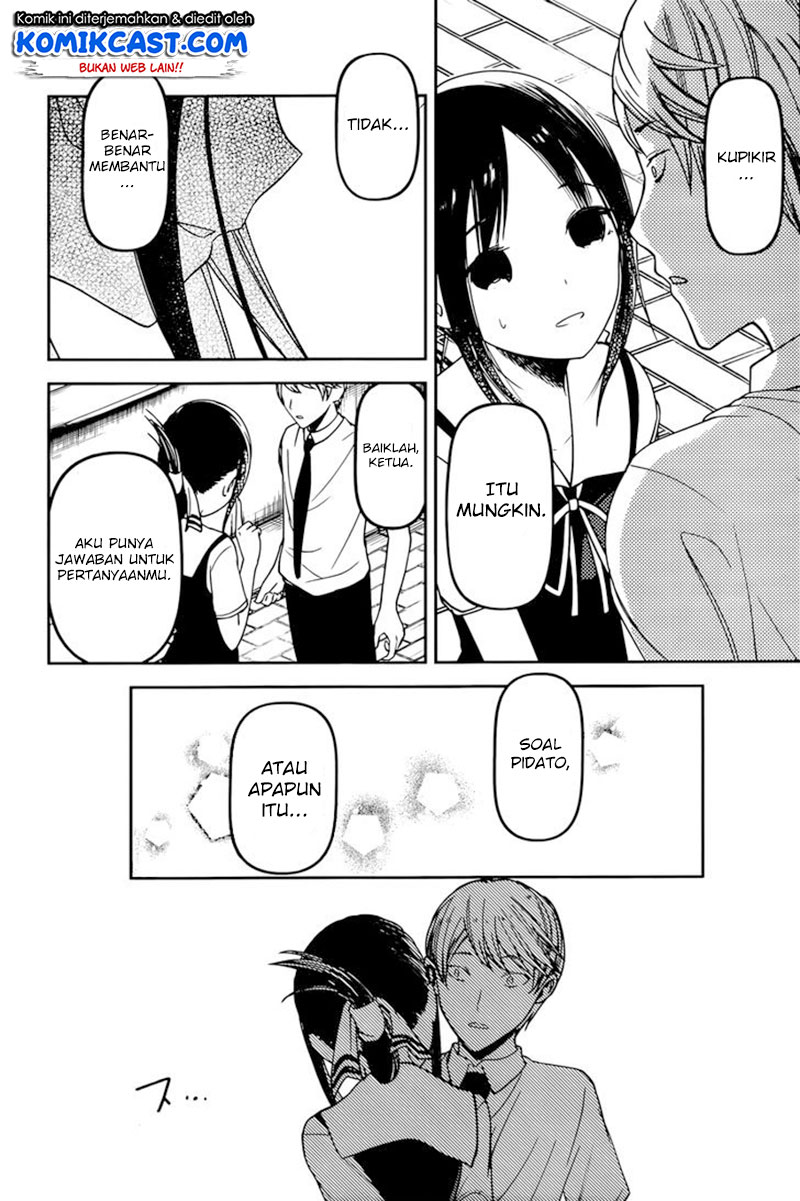 Komik ini diterjemahkan & diedit oleh
KOMIKCAST.COM
BUKAN WEB LAIN!!
KUPIKIR
...
ITU
MUNGKIN.
TIDAK...
BENAR-
BENAR
MEMBANTU
...
BAIKLAH,
KETUA.
AKU PUNYA
JAWABAN UNTUK
PERTANYAANMU.
SOAL
PIDATO,
ATAU
APAPUN
ITU...
ス...